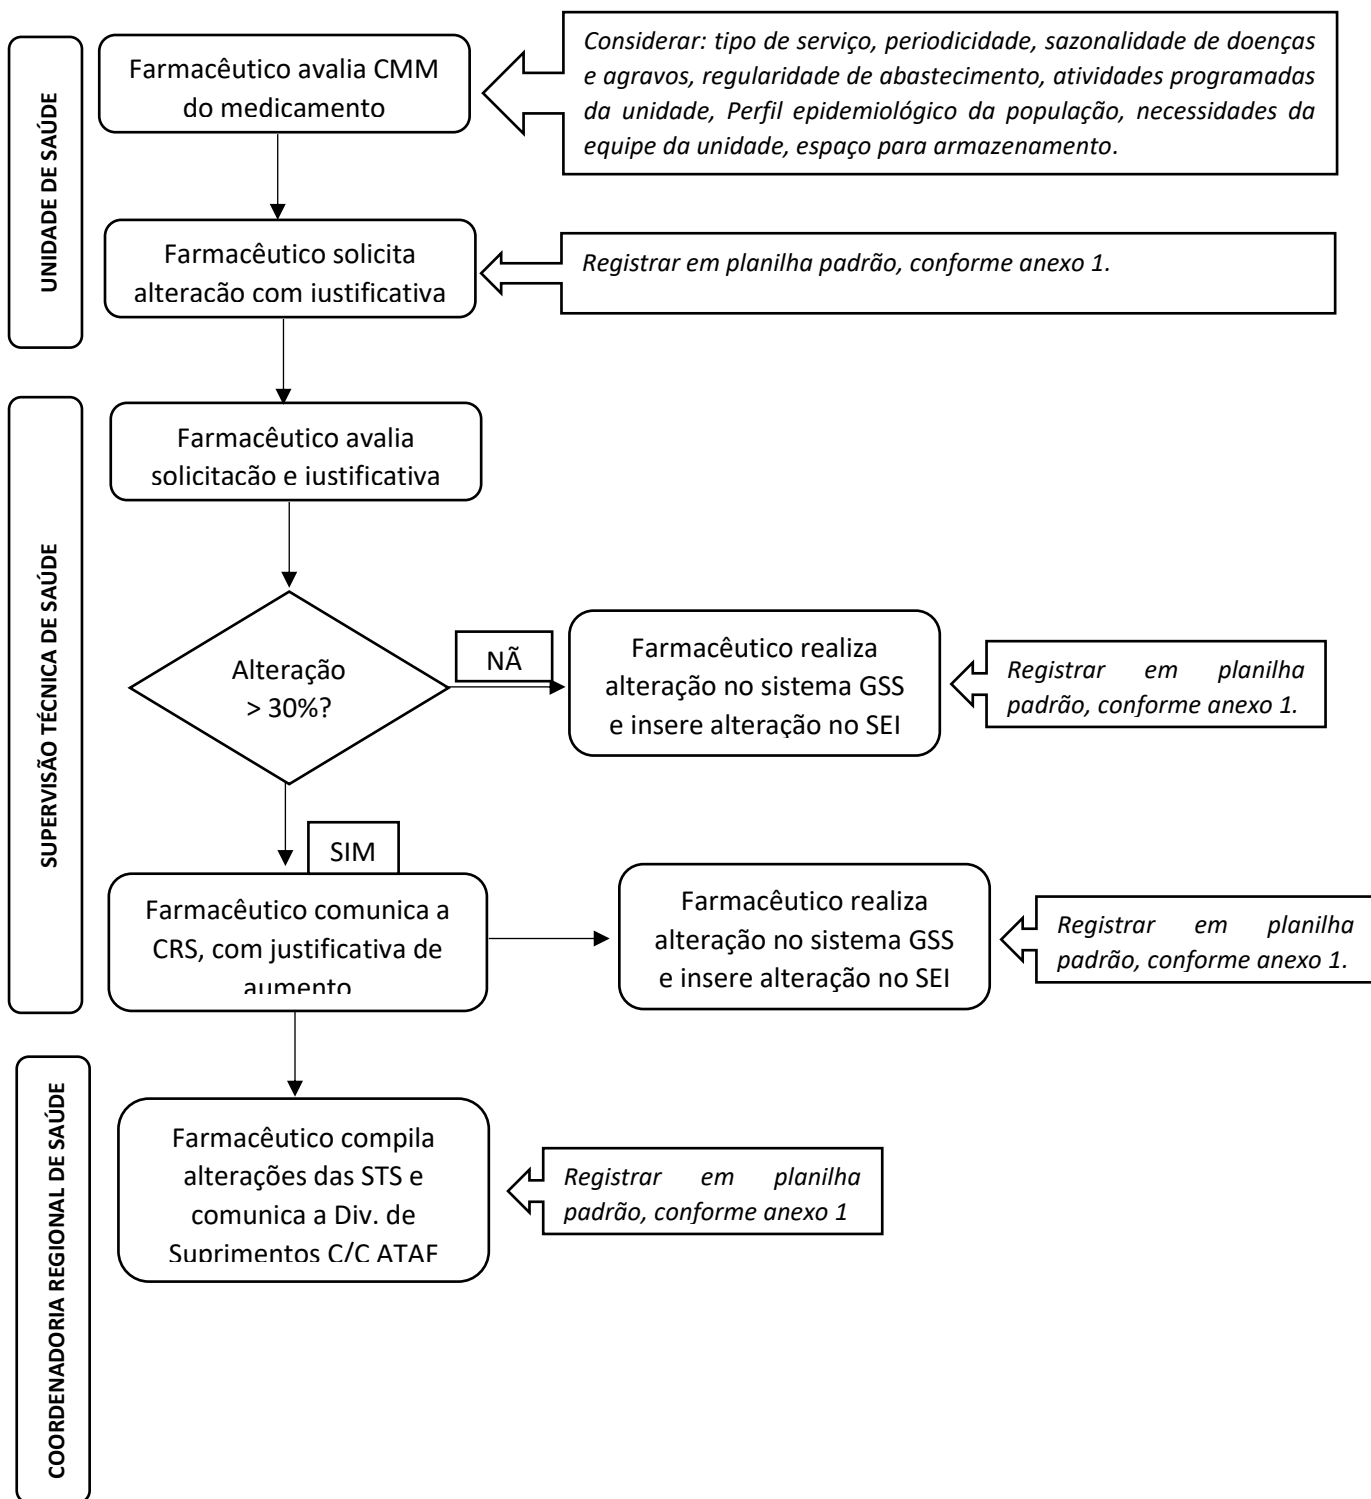 UNIDADE DE SAÚDE
Farmacêutico avalia CMM
do medicamento
Considerar: tipo de serviço, periodicidade, sazonalidade de doenças
e agravos, regularidade de abastecimento, atividades programadas
da unidade, Perfil epidemiológico da população, necessidades da
equipe da unidade, espaço para armazenamento.
Farmacêutico solicita
alteração com justificativa
Registrar em planilha padrão, conforme anexo 1.
SUPERVISÃO TÉCNICA DE SAÚDE
Farmacêutico avalia
solicitação e justificativa
Alteração
> 30%?
NÃ
Farmacêutico realiza
alteração no sistema GSS
e insere alteração no SEI
Registrar em planilha
padrão, conforme anexo 1.
SIM
Farmacêutico comunica a
CRS, com justificativa de
aumento
Farmacêutico realiza
alteração no sistema GSS
e insere alteração no SEI
Registrar em planilha
padrão, conforme anexo 1.
COORDENADORIA REGIONAL DE SAÚDE
Farmacêutico compila
alterações das STS e
comunica a Div. de
Suprimentos C/C ATAF
Registrar em planilha
padrão, conforme anexo 1